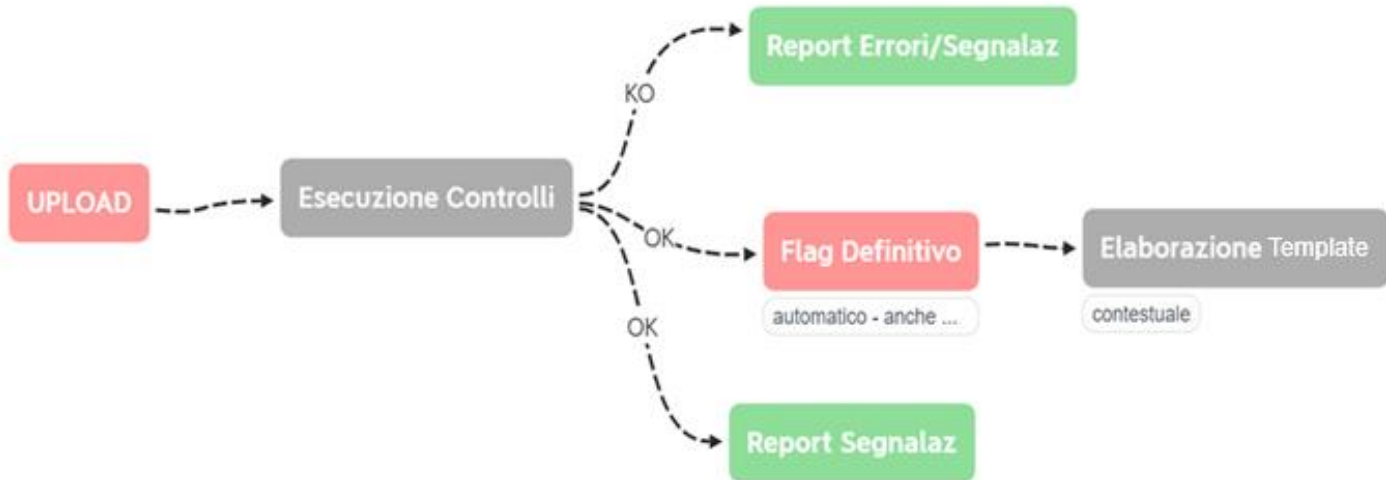 Report Errori/Segnalaz
KO
UPLOAD
Esecuzione Controlli
OK
Flag Definitivo
Elaborazione Template
automatico - anche ...
contestuale
OK
Report Segnalaz